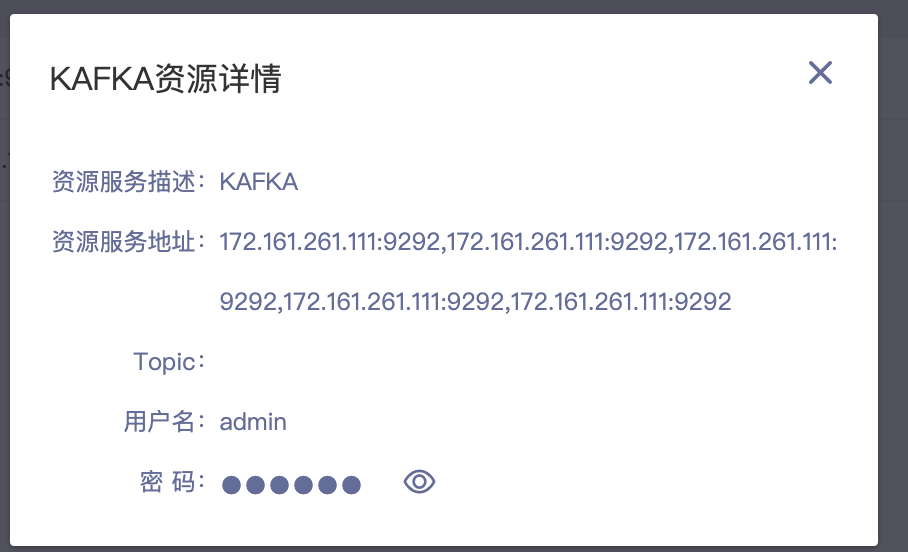 KAFKA资源详情
资源服务描述：KAFKA
资源服务地址：172.161.261.111:9292,172.161.261.111:9292,172.161.261.111:
9292,172.161.261.111:9292,172.161.261.111:9292
Topic：
用户名：admin
密 码：●●●●●●